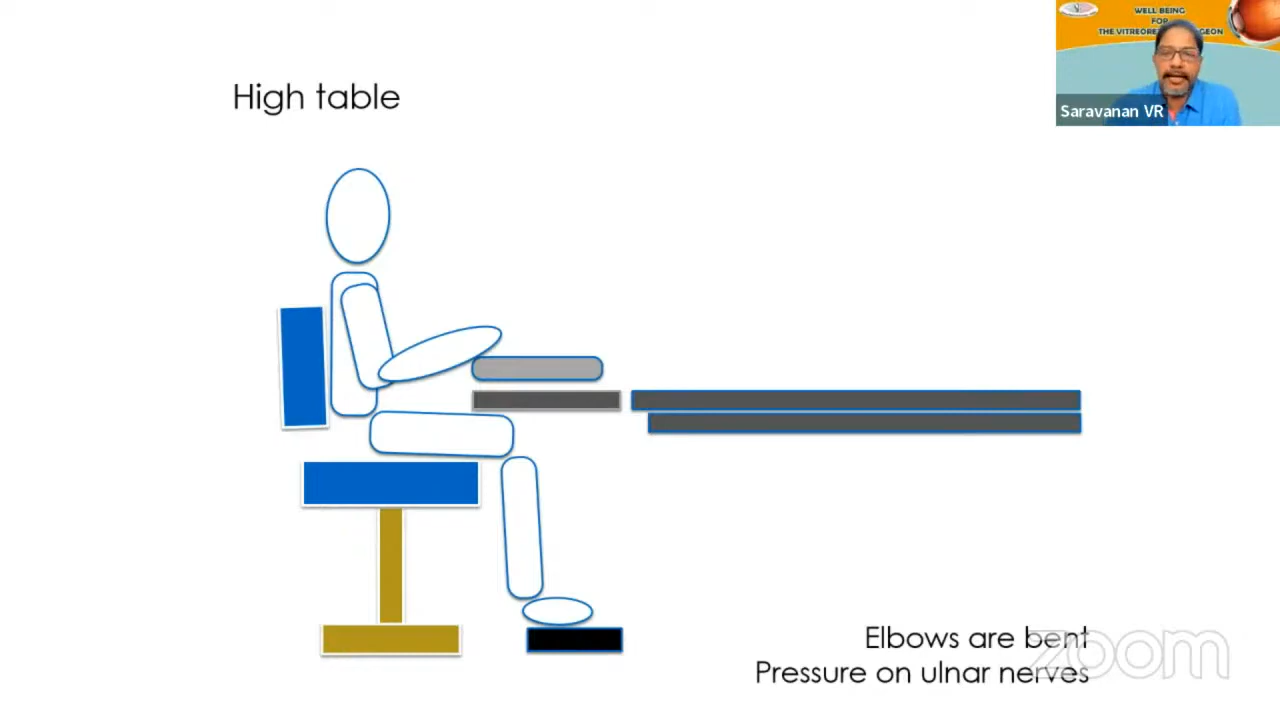 High table
WELL BEING
FOR
THE VITREORE GEON
Saravanan VR
Elbows are bent
Pressure on ulnar nerves
zoom